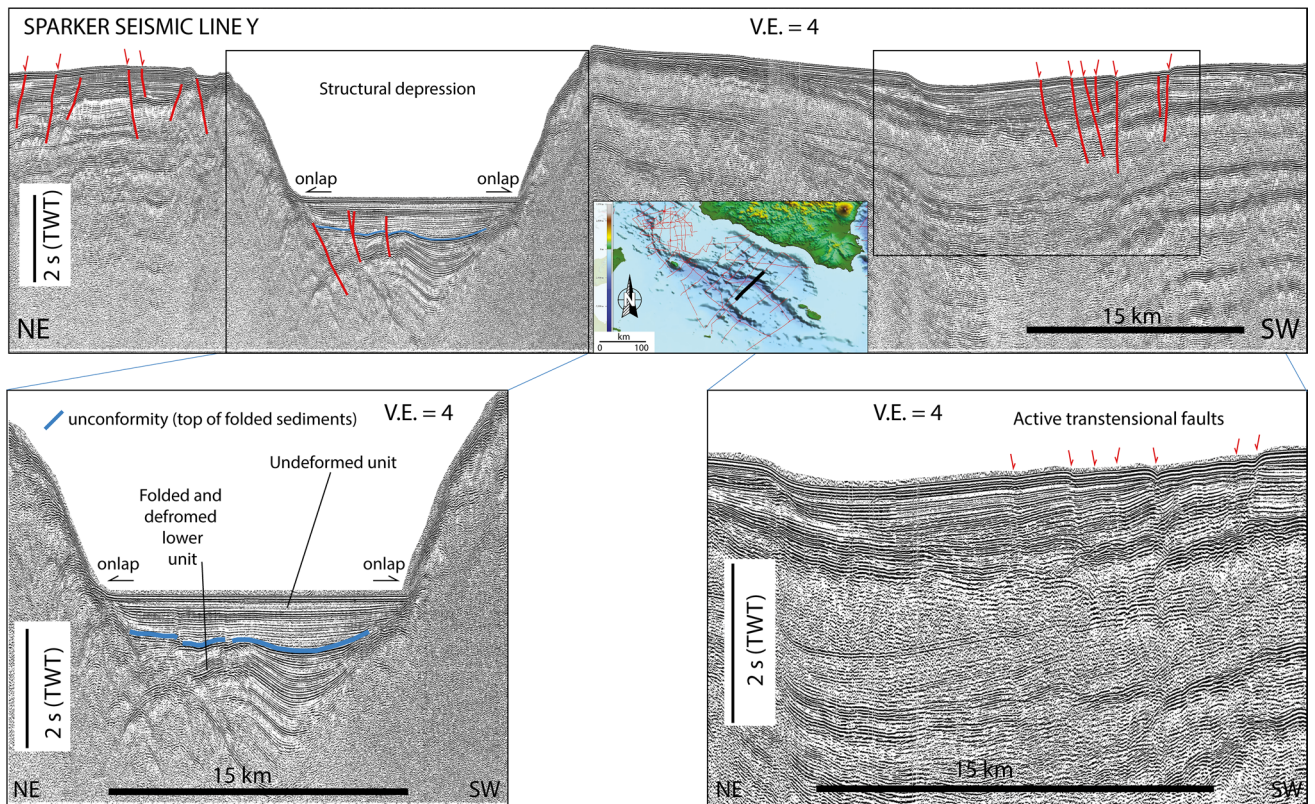 SPARKER SEISMIC LINE Y
V.E. = 4
Structural depression
onlap
onlap
2 s (TWT)
N
km
0 100
15 km
NE
SW
unconformity (top of folded sediments)
V.E. = 4
Undeformed unit
Folded and
defromed
lower
unit
onlap
onlap
2 s (TWT)
15 km
NE
SW
V.E. = 4
Active transtensional faults
2 s (TWT)
15 km
NE
SW